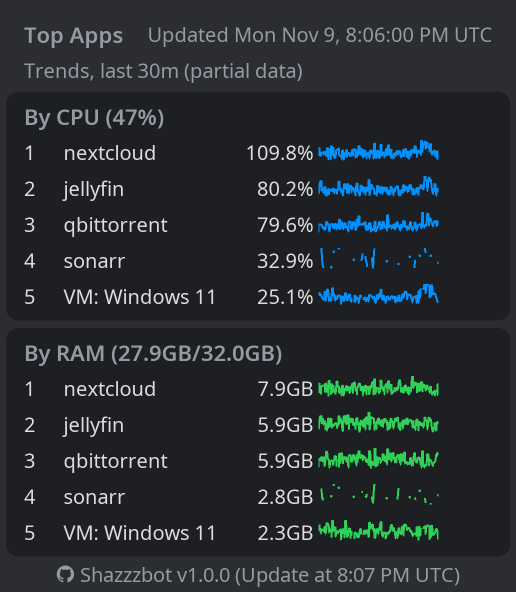 Top Apps Updated Mon Nov 9, 8:06:00 PM UTC
Trends, last 30m (partial data)
By CPU (47%)
1 nextcloud 109.8%
2 jellyfin 80.2%
3 qbittorrent 79.6%
4 sonarr 32.9%
5 VM: Windows 11 25.1%
By RAM (27.9GB/32.0GB)
1 nextcloud 7.9GB
2 jellyfin 5.9GB
3 qbittorrent 5.9GB
4 sonarr 2.8GB
5 VM: Windows 11 2.3GB
Shazzzbot v1.0.0 (Update at 8:07 PM UTC)